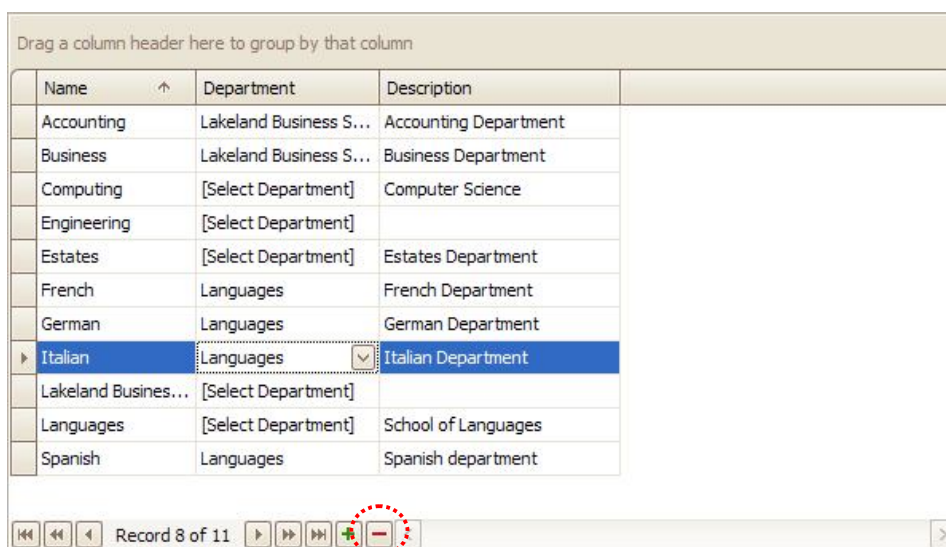 Drag a column header here to group by that column
Name Department Description
Accounting Lakeland Business S... Accounting Department
Business Lakeland Business S... Business Department
Computing [Select Department] Computer Science
Engineering [Select Department]
Estates [Select Department] Estates Department
French Languages French Department
German Languages German Department
Italian Languages Italian Department
Lakeland Busines... [Select Department]
Languages [Select Department] School of Languages
Spanish Languages Spanish department
Record 8 of 11